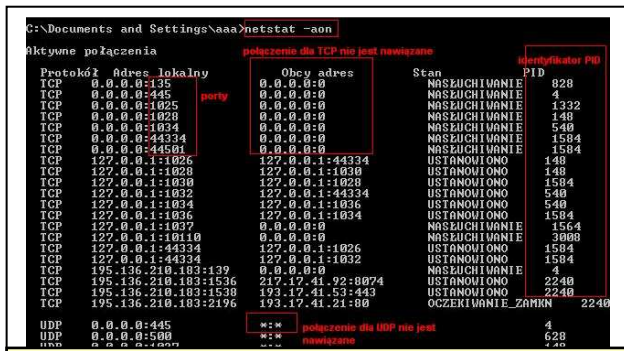 C:\Documents and Settings\aaa>netstat -aon
Aktywne połączenia
połączenie dla TCP nie jest nawiązane
identyfikator PID
Protokół Adres lokalny Obcy adres Stan PID
TCP 0.0.0.0:135 0.0.0.0:0 NASŁUCHIWANIE 828
TCP 0.0.0.0:445 0.0.0.0:0 NASŁUCHIWANIE 4
porty
TCP 0.0.0.0:1025 0.0.0.0:0 NASŁUCHIWANIE 1332
TCP 0.0.0.0:1028 0.0.0.0:0 NASŁUCHIWANIE 148
TCP 0.0.0.0:1034 0.0.0.0:0 NASŁUCHIWANIE 540
TCP 0.0.0.0:44334 0.0.0.0:0 NASŁUCHIWANIE 1584
TCP 0.0.0.0:44501 0.0.0.0:0 NASŁUCHIWANIE 1584
TCP 127.0.0.1:1026 127.0.0.1:44334 USTANOWIONO 148
TCP 127.0.0.1:1028 127.0.0.1:1030 USTANOWIONO 148
TCP 127.0.0.1:1030 127.0.0.1:1028 USTANOWIONO 1584
TCP 127.0.0.1:1032 127.0.0.1:44334 USTANOWIONO 540
TCP 127.0.0.1:1034 127.0.0.1:1036 USTANOWIONO 540
TCP 127.0.0.1:1036 127.0.0.1:1034 USTANOWIONO 1584
TCP 127.0.0.1:1037 0.0.0.0:0 NASŁUCHIWANIE 1564
TCP 127.0.0.1:10110 0.0.0.0:0 NASŁUCHIWANIE 3008
TCP 127.0.0.1:44334 127.0.0.1:1026 USTANOWIONO 1584
TCP 127.0.0.1:44334 127.0.0.1:1032 USTANOWIONO 1584
TCP 195.136.210.183:139 0.0.0.0:0 NASŁUCHIWANIE 4
TCP 195.136.210.183:1536 217.17.41.92:8074 USTANOWIONO 2240
TCP 195.136.210.183:1538 193.17.41.53:443 USTANOWIONO 2240
TCP 195.136.210.183:2196 193.17.41.21:80 OCZEKIWANIE_ZAMKN 2240
UDP 0.0.0.0:445 *:* 4
połączenie dla UDP nie jest
nawiązane
UDP 0.0.0.0:500 *:* 628